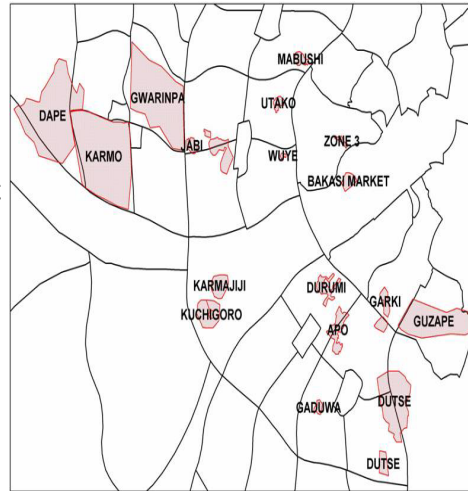 MABUSHI
GWARINPA
UTAKO
DAPE
JABI
ZONE 3
KARMO
WUYE
BAKASI MARKET
KARMAJIJI
DURUMI
GARKI
KUCHIGORO
GUZAPE
APO
GADUWA
DUTSE
DUTSE